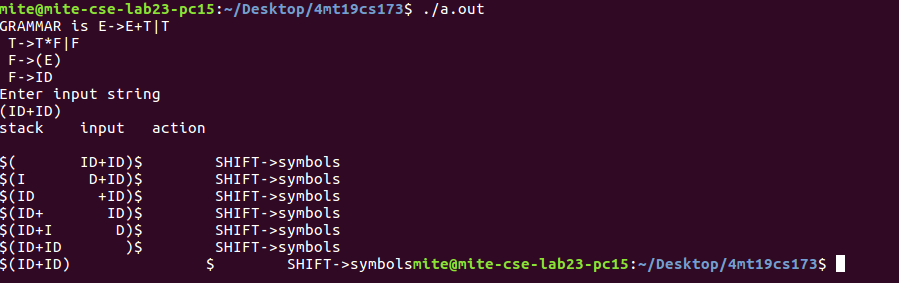 mite@mite-cse-lab23-pc15:~/Desktop/4mt19cs173$ ./a.out
GRAMMAR is E->E+T|T
 T->T*F|F
 F->(E)
 F->ID
Enter input string
(ID+ID)
stack    input   action

$(       ID+ID)$         SHIFT->symbols
$(I       D+ID)$         SHIFT->symbols
$(ID       +ID)$         SHIFT->symbols
$(ID+       ID)$         SHIFT->symbols
$(ID+I       D)$         SHIFT->symbols
$(ID+ID       )$         SHIFT->symbols
$(ID+ID)                $         SHIFT->symbolsmite@mite-cse-lab23-pc15:~/Desktop/4mt19cs173$